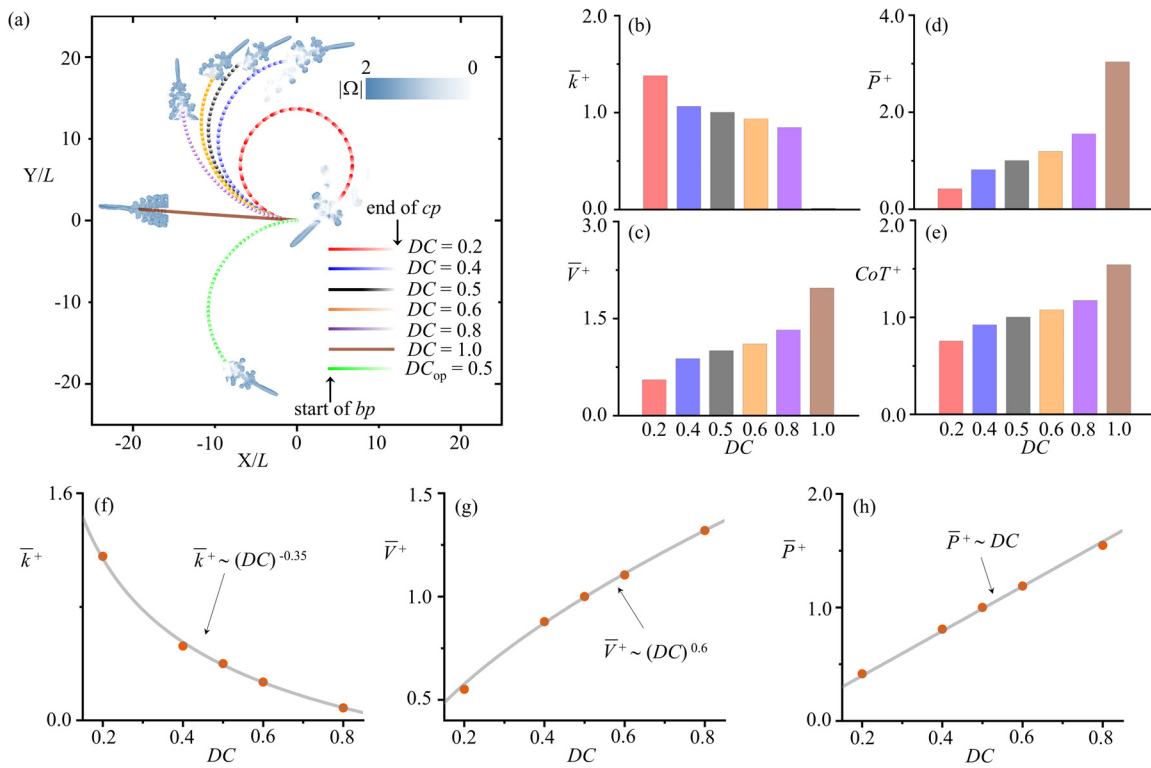 (a)
20
10
0
-10
-20
Y/L
-20
-10
0
10
20
X/L
|Ω|
2
0
end of cp
DC = 0.2
DC = 0.4
DC = 0.5
DC = 0.6
DC = 0.8
DC = 1.0
DCop = 0.5
start of bp
(b)
k̅ +
2.0
1.0
0.0
(c)
V̅ +
3.0
1.5
0.0
0.2 0.4 0.5 0.6 0.8 1.0
DC
(d)
P̅ +
4.0
2.0
0.0
(e)
CoT +
2.0
1.0
0.0
0.2 0.4 0.5 0.6 0.8 1.0
DC
(f)
k̅ +
1.6
0.0
k̅ + ~ (DC) -0.35
0.2 0.4 0.6 0.8
DC
(g)
V̅ +
1.5
1.0
0.5
V̅ + ~ (DC) 0.6
0.2 0.4 0.6 0.8
DC
(h)
P̅ +
2.0
1.0
0.0
P̅ + ~ DC
0.2 0.4 0.6 0.8
DC